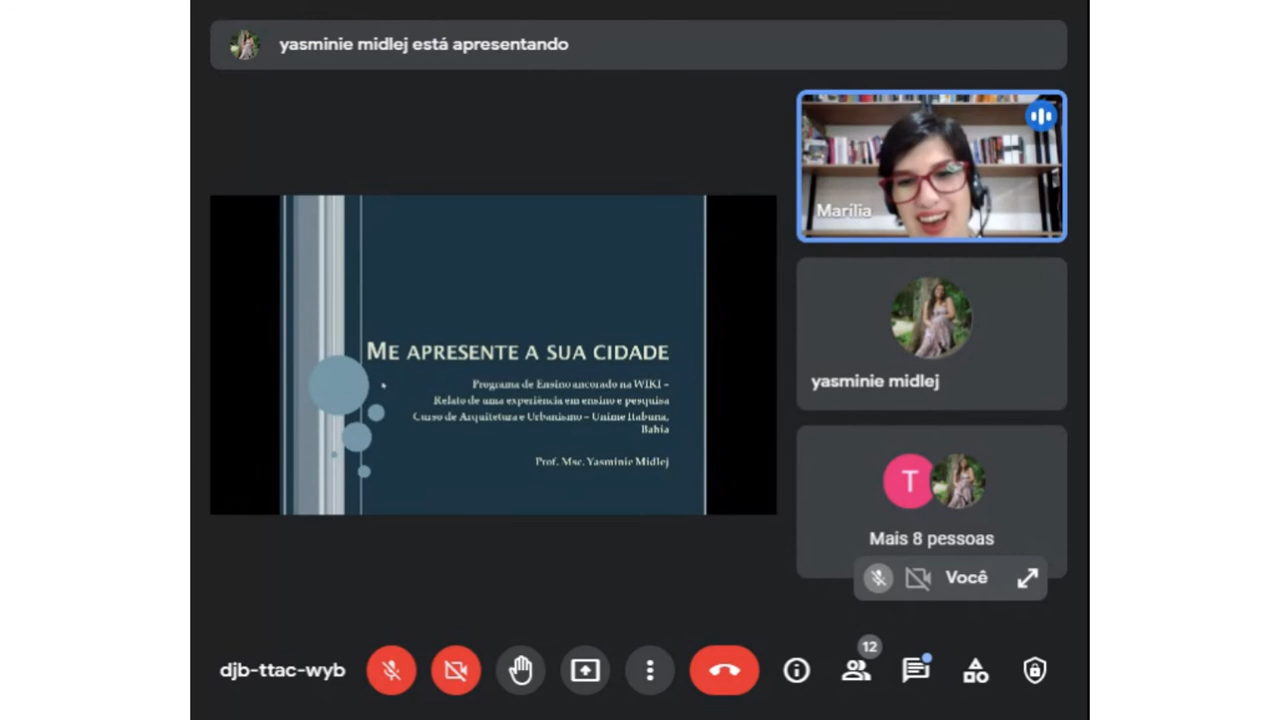 yasminie midlej está apresentando
Marília
ME APRESENTE A SUA CIDADE
Programa de Ensino ancorado na WIKI –
Relato de uma experiência em ensino e pesquisa
Curso de Arquitetura e Urbanismo – Unime Itabuna,
Bahia
Prof. Msc. Yasminie Midlej
yasminie midlej
T
Mais 8 pessoas
Você
12
djb-ttac-wyb